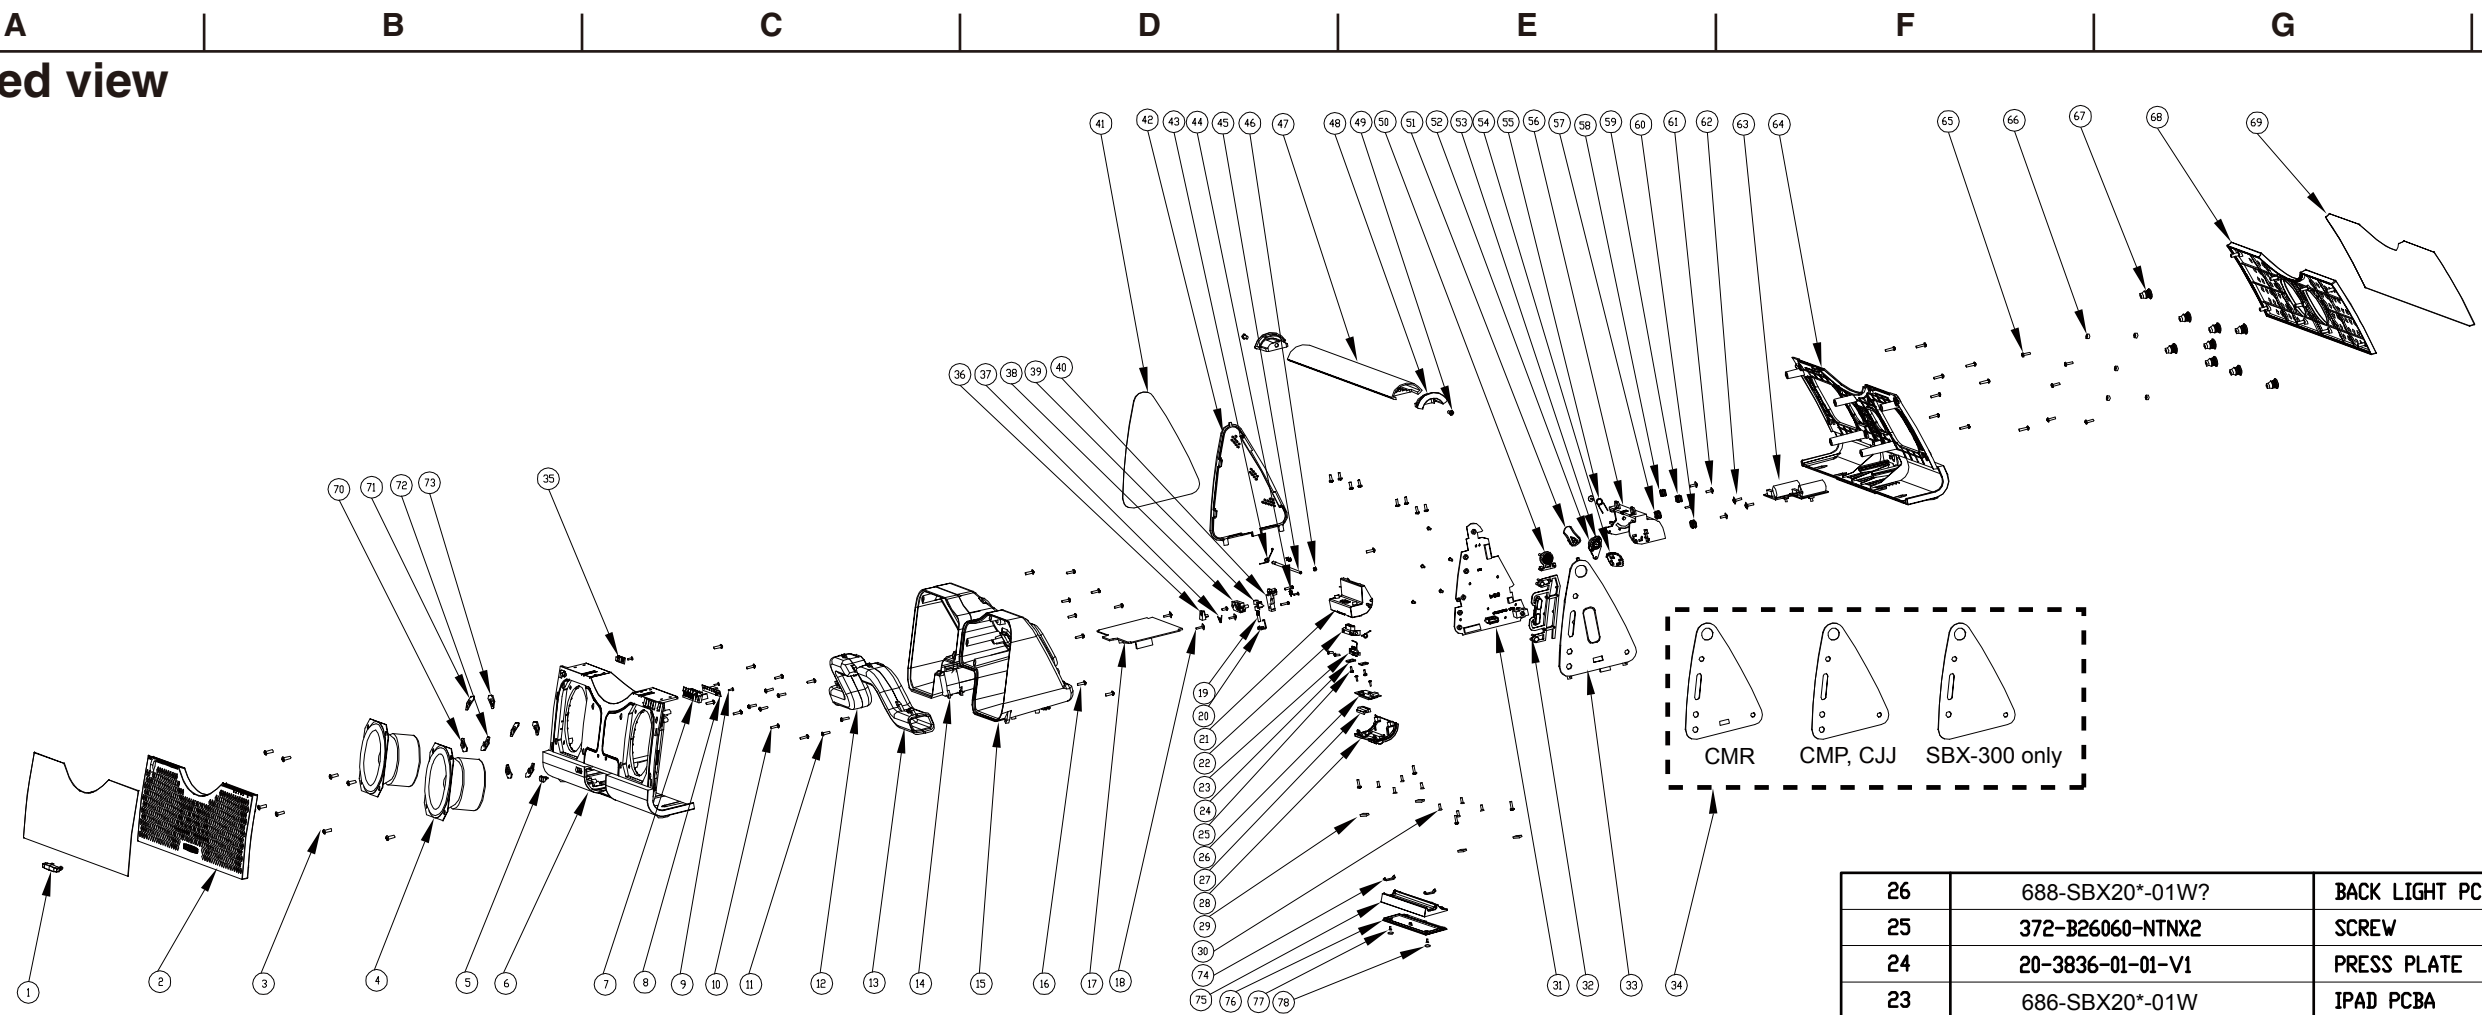 A B C D E F G
ed view
41 42 43 44 45 46 47 48 49 50 51 52 53 54 55 56 57 58 59 60 61 62 63 64 65 66 67 68 69
36 37 38 39 40
70 71 72 73 35
19
20
21
22
23
24
25
26
27
28
29
30
74
CMR CMP, CJJ SBX-300 only
1 2 3 4 5 6 7 8 9 10 11 12 13 14 15 16 17 18
75 76 77 78
31 32 33 34
26 688-SBX20*-01W? BACK LIGHT PC
25 372-B26060-NTNX2 SCREW
24 20-3836-01-01-V1 PRESS PLATE
23 686-SBX20*-01W IPAD PCBA